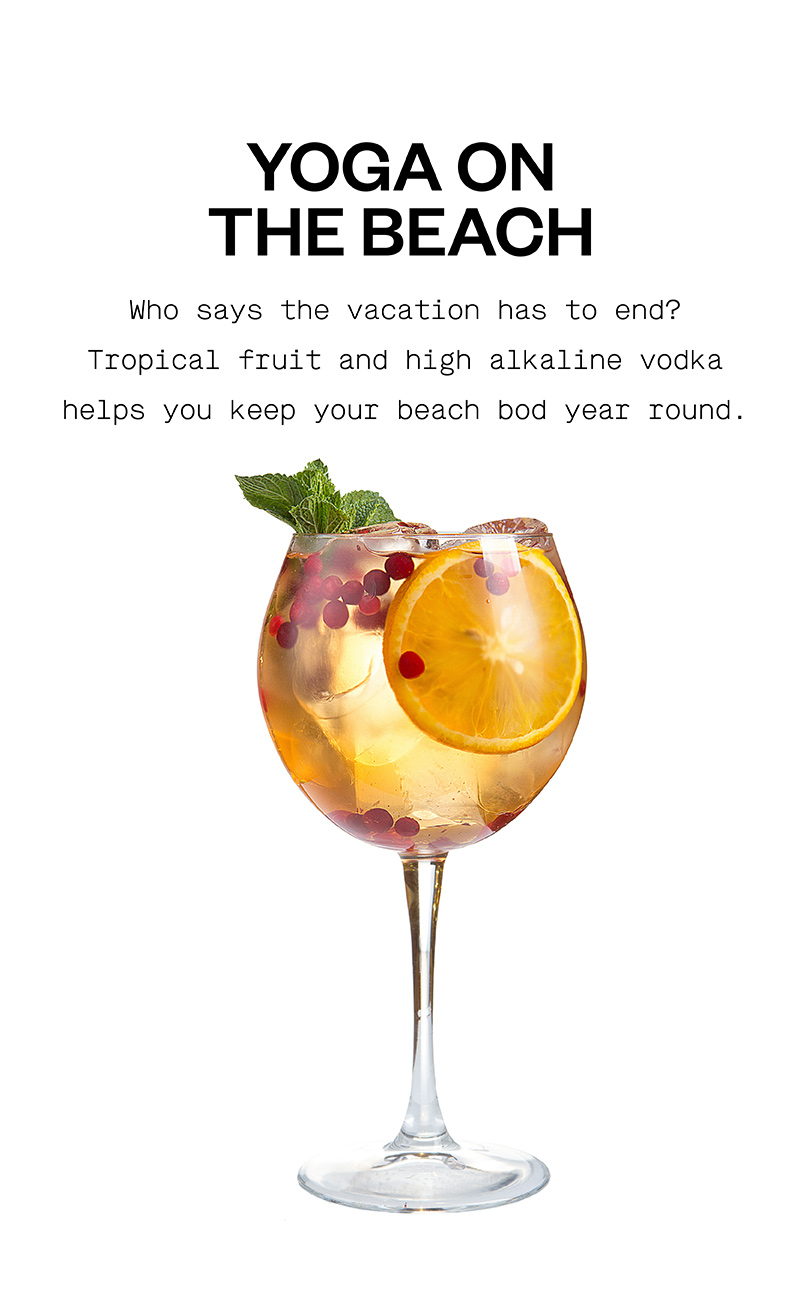 YOGA ON
THE BEACH
Who says the vacation has to end?
Tropical fruit and high alkaline vodka
helps you keep your beach bod year round.